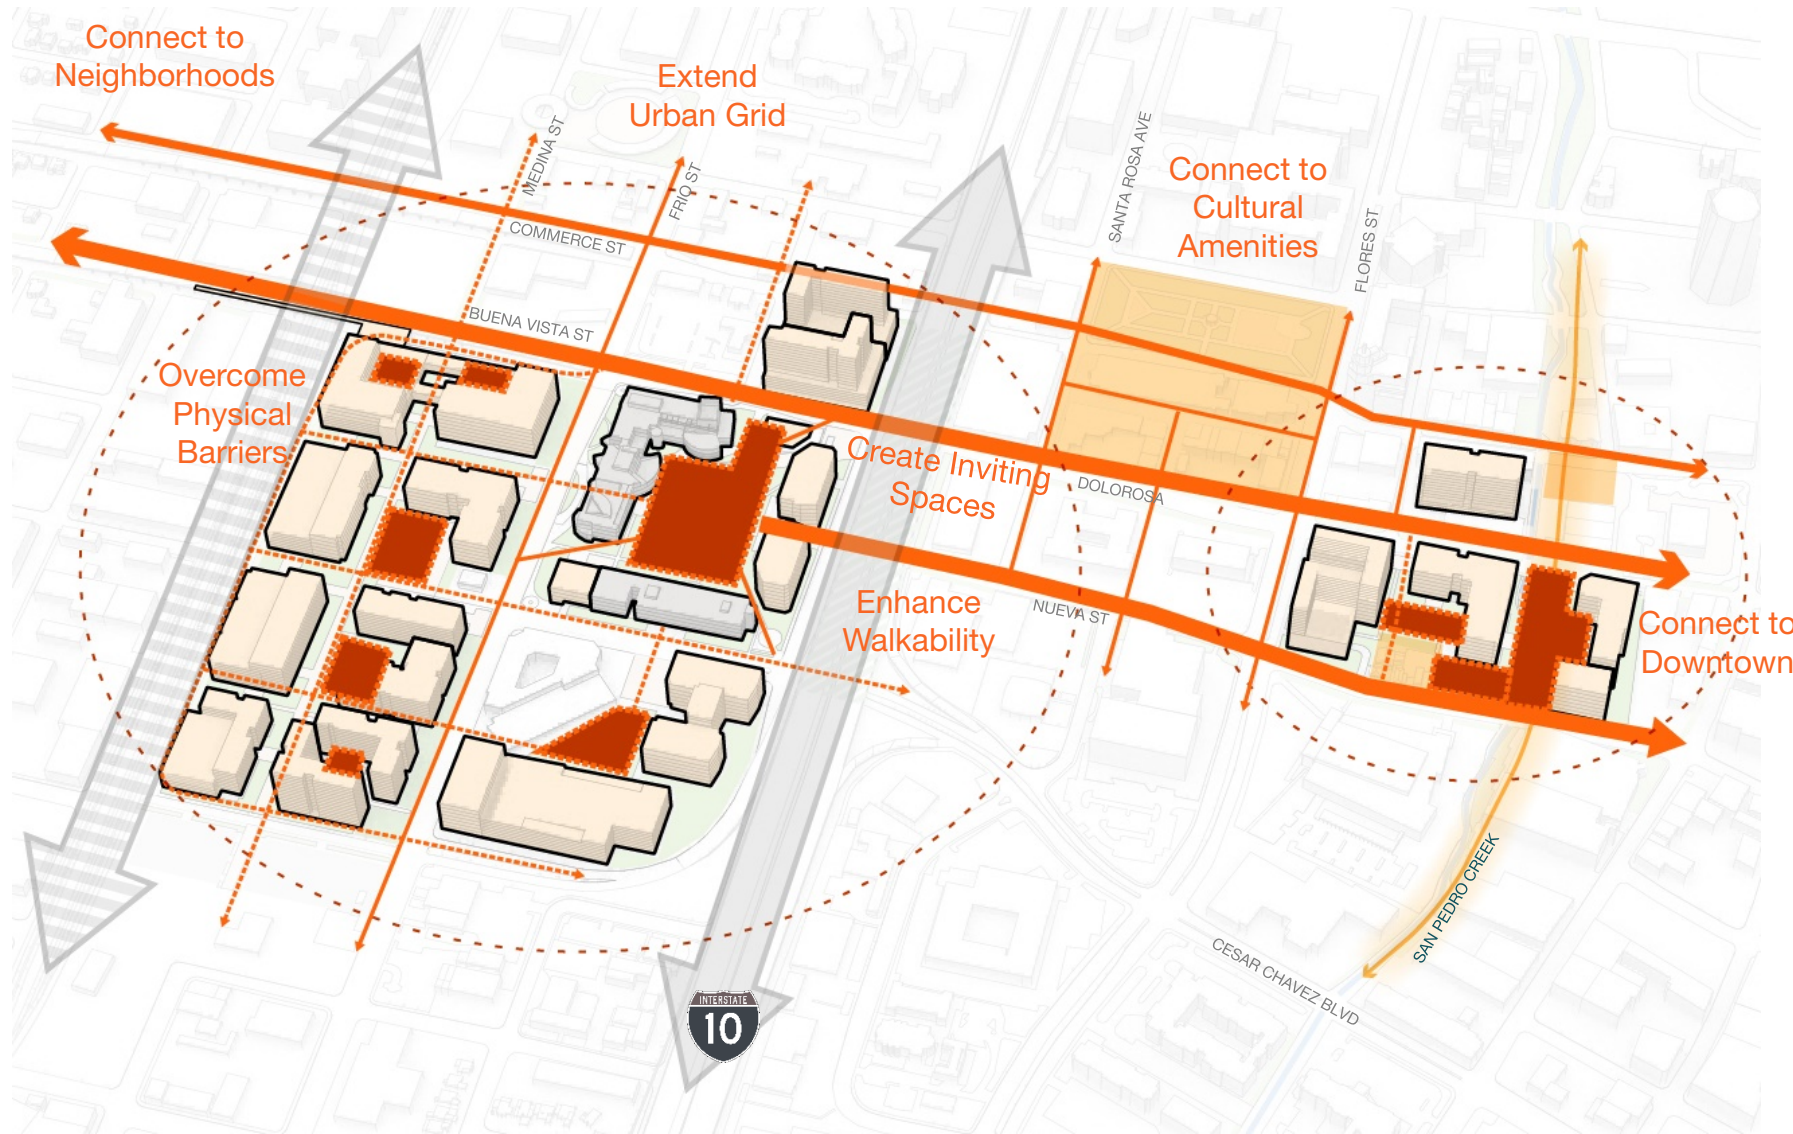 Connect to
Neighborhoods
Extend
Urban Grid
MEDINA ST
FRIO ST
SANTA ROSA AVE
Connect to
Cultural
Amenities
FLORES ST
COMMERCE ST
BUENA VISTA ST
Overcome
Physical
Barriers
Create Inviting
Spaces
DOLOROSA
Enhance
Walkability
NUEVA ST
Connect to
Downtown
SAN PEDRO CREEK
CESAR CHAVEZ BLVD
INTERSTATE
10